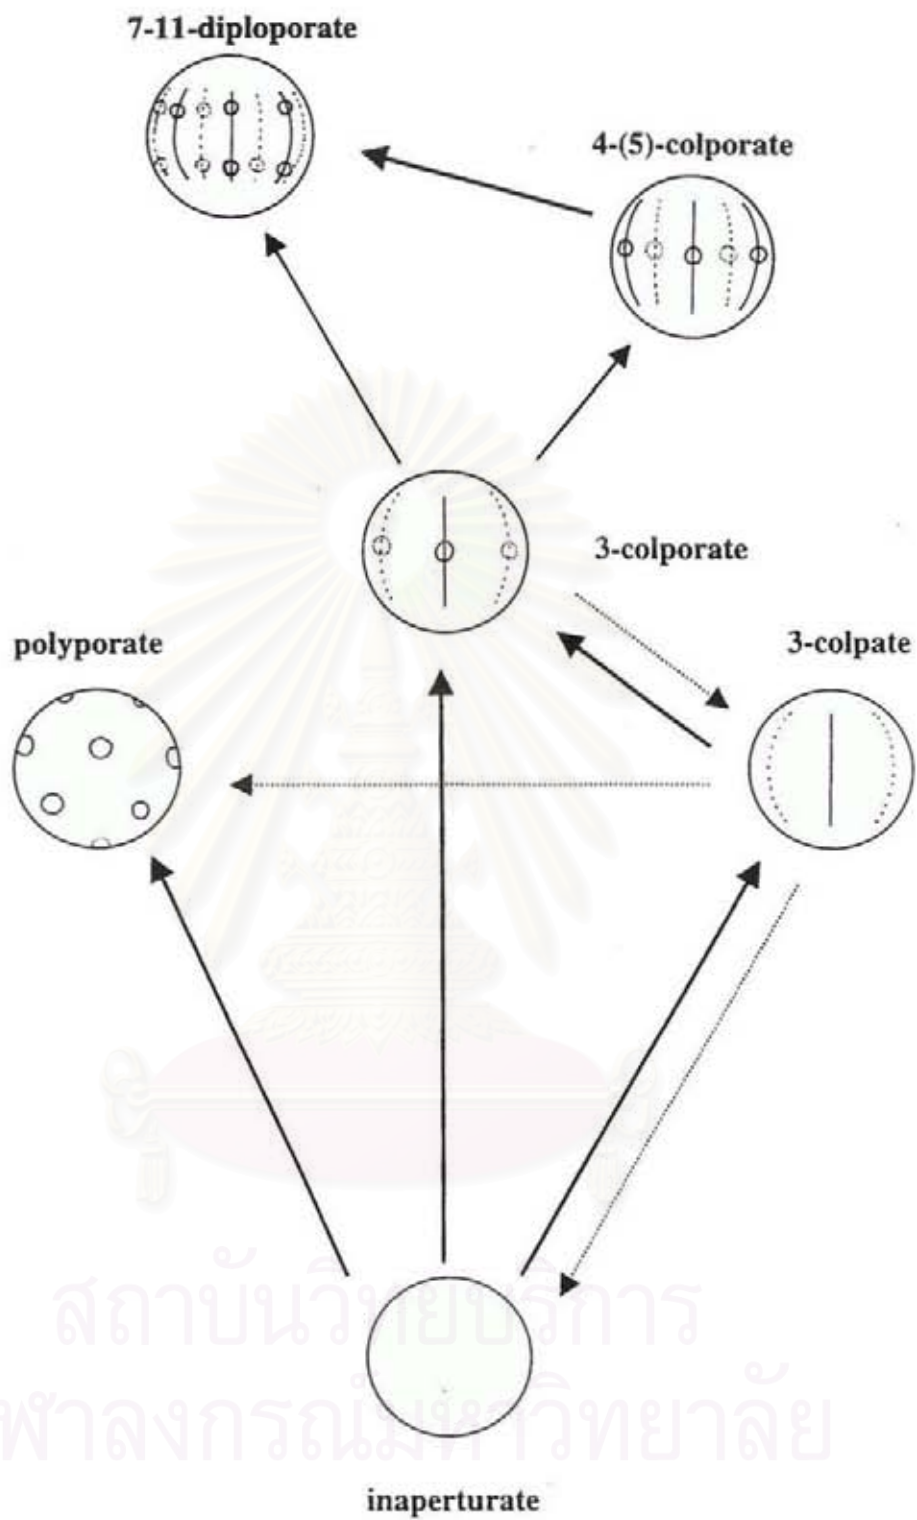 7-11-diploporate
4-(5)-colporate
3-colporate
polyporate
3-colpate
สถาบันวิทยบริการ
จุฬาลงกรณ์มหาวิทยาลัย
inaperturate